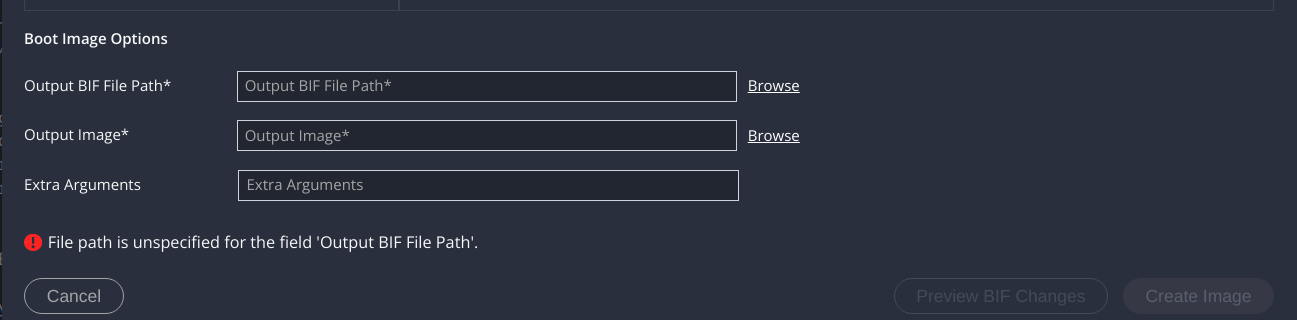 Boot Image Options
Output BIF File Path*
Output BIF File Path*
Browse
Output Image*
Output Image*
Browse
Extra Arguments
Extra Arguments
File path is unspecified for the field 'Output BIF File Path'.
Cancel
Preview BIF Changes
Create Image